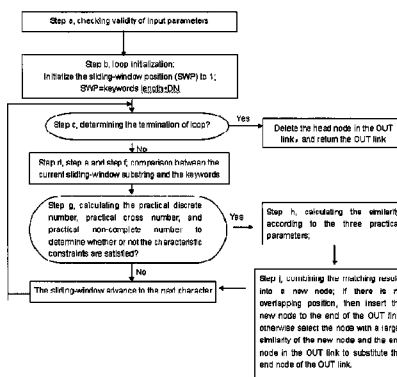 Step a, checking validity of input parameters
Step b, loop initialization:
Initialize the sliding-window position (SWP) to 1;
SWP=keywords length+DN
Step c, determining the termination of loop?
Yes
Delete the head node in the OUT
link, and return the OUT link
No
Step d, step e and step f, comparison between the
current sliding-window substring and the keywords
Step g, calculating the practical discrete
number, practical cross number, and
practical non-complete number to
determine whether or not the characteristic
constraints are satisfied?
Yes
Step h, calculating the similarity
according to the three practical
parameters;
No
The sliding-window advance to the next character
combining the matching result
into a new node; if there is
overlapping position, then insert the
new node to the end of the OUT link
otherwise select the node with a large
similarity of the new node and the end
node in the OUT link to substitute the
end node of the OUT link.